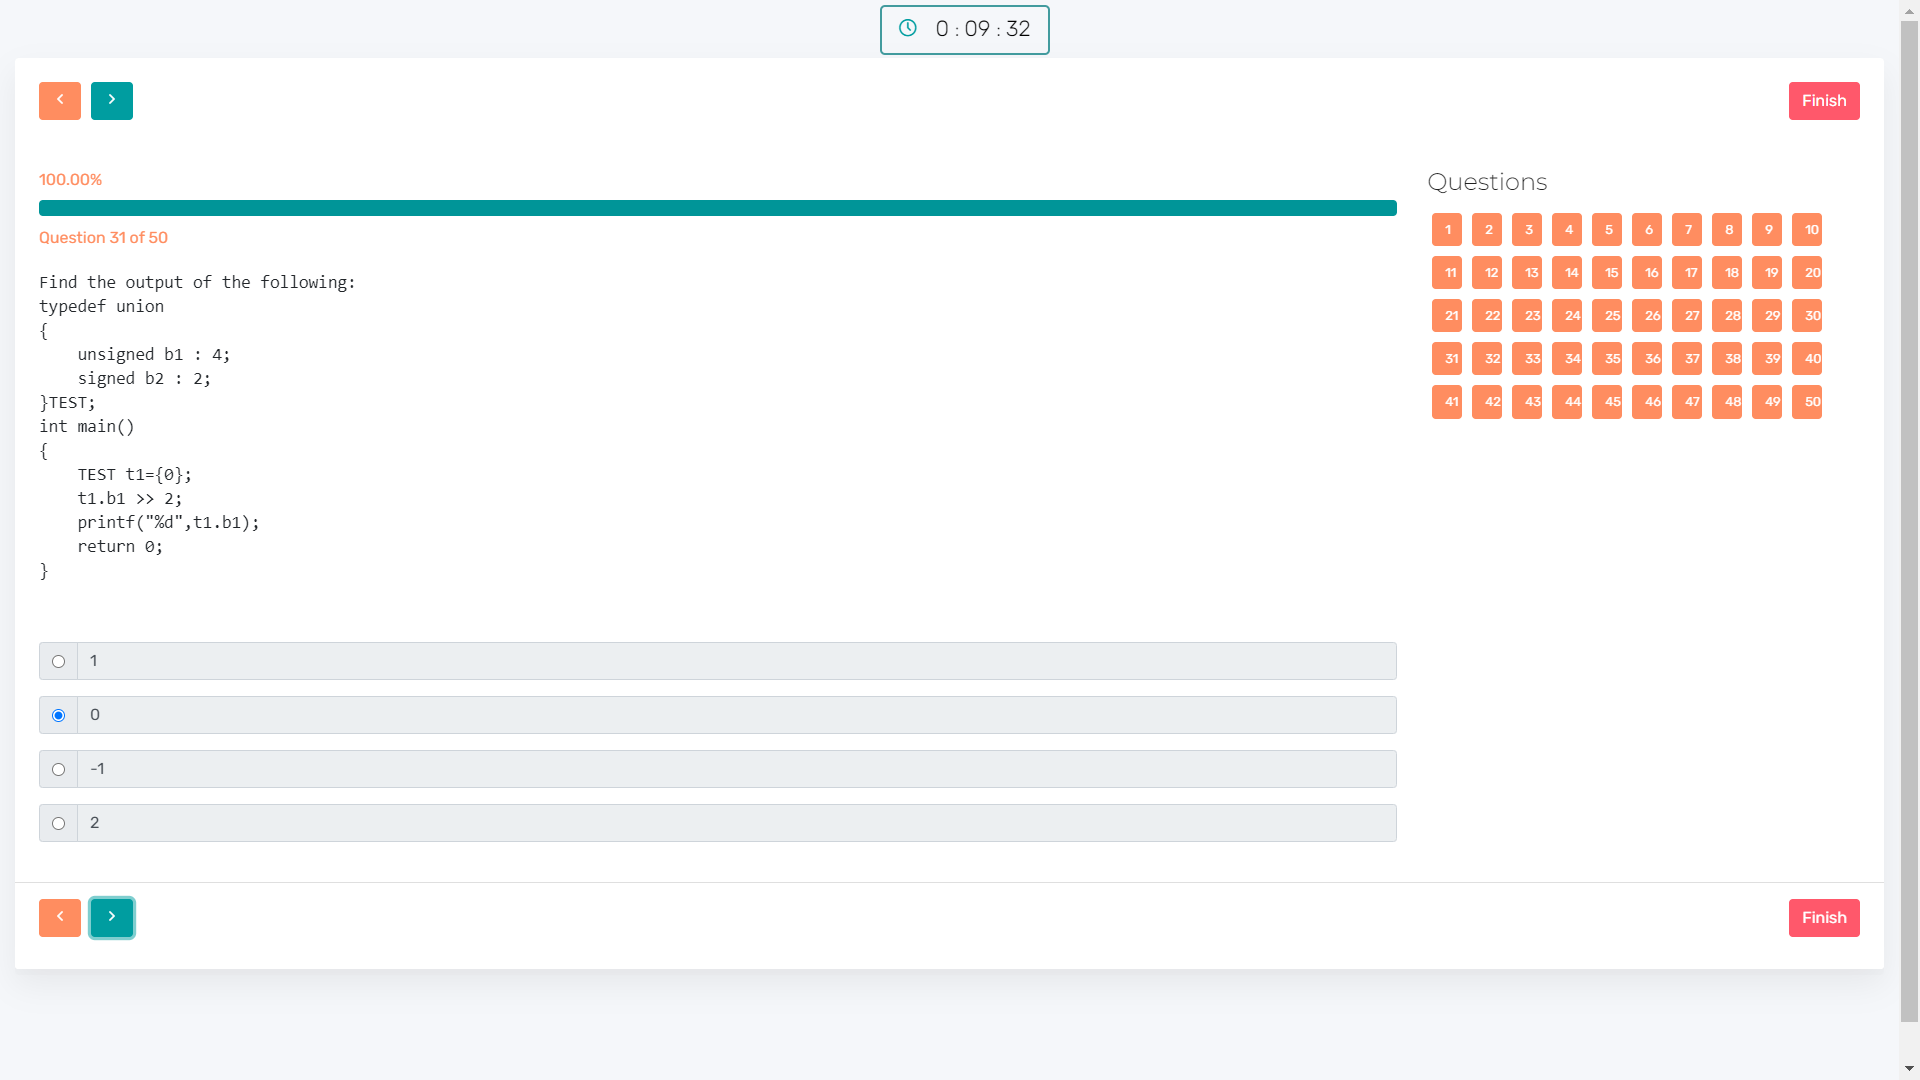 0 : 09 : 32
Finish
100.00%
Question 31 of 50
Find the output of the following:
typedef union
{
    unsigned b1 : 4;
    signed b2 : 2;
}TEST;
int main()
{
    TEST t1={0};
    t1.b1 >> 2;
    printf("%d",t1.b1);
    return 0;
}
1
0
-1
2
Questions
1 2 3 4 5 6 7 8 9 10
11 12 13 14 15 16 17 18 19 20
21 22 23 24 25 26 27 28 29 30
31 32 33 34 35 36 37 38 39 40
41 42 43 44 45 46 47 48 49 50
Finish